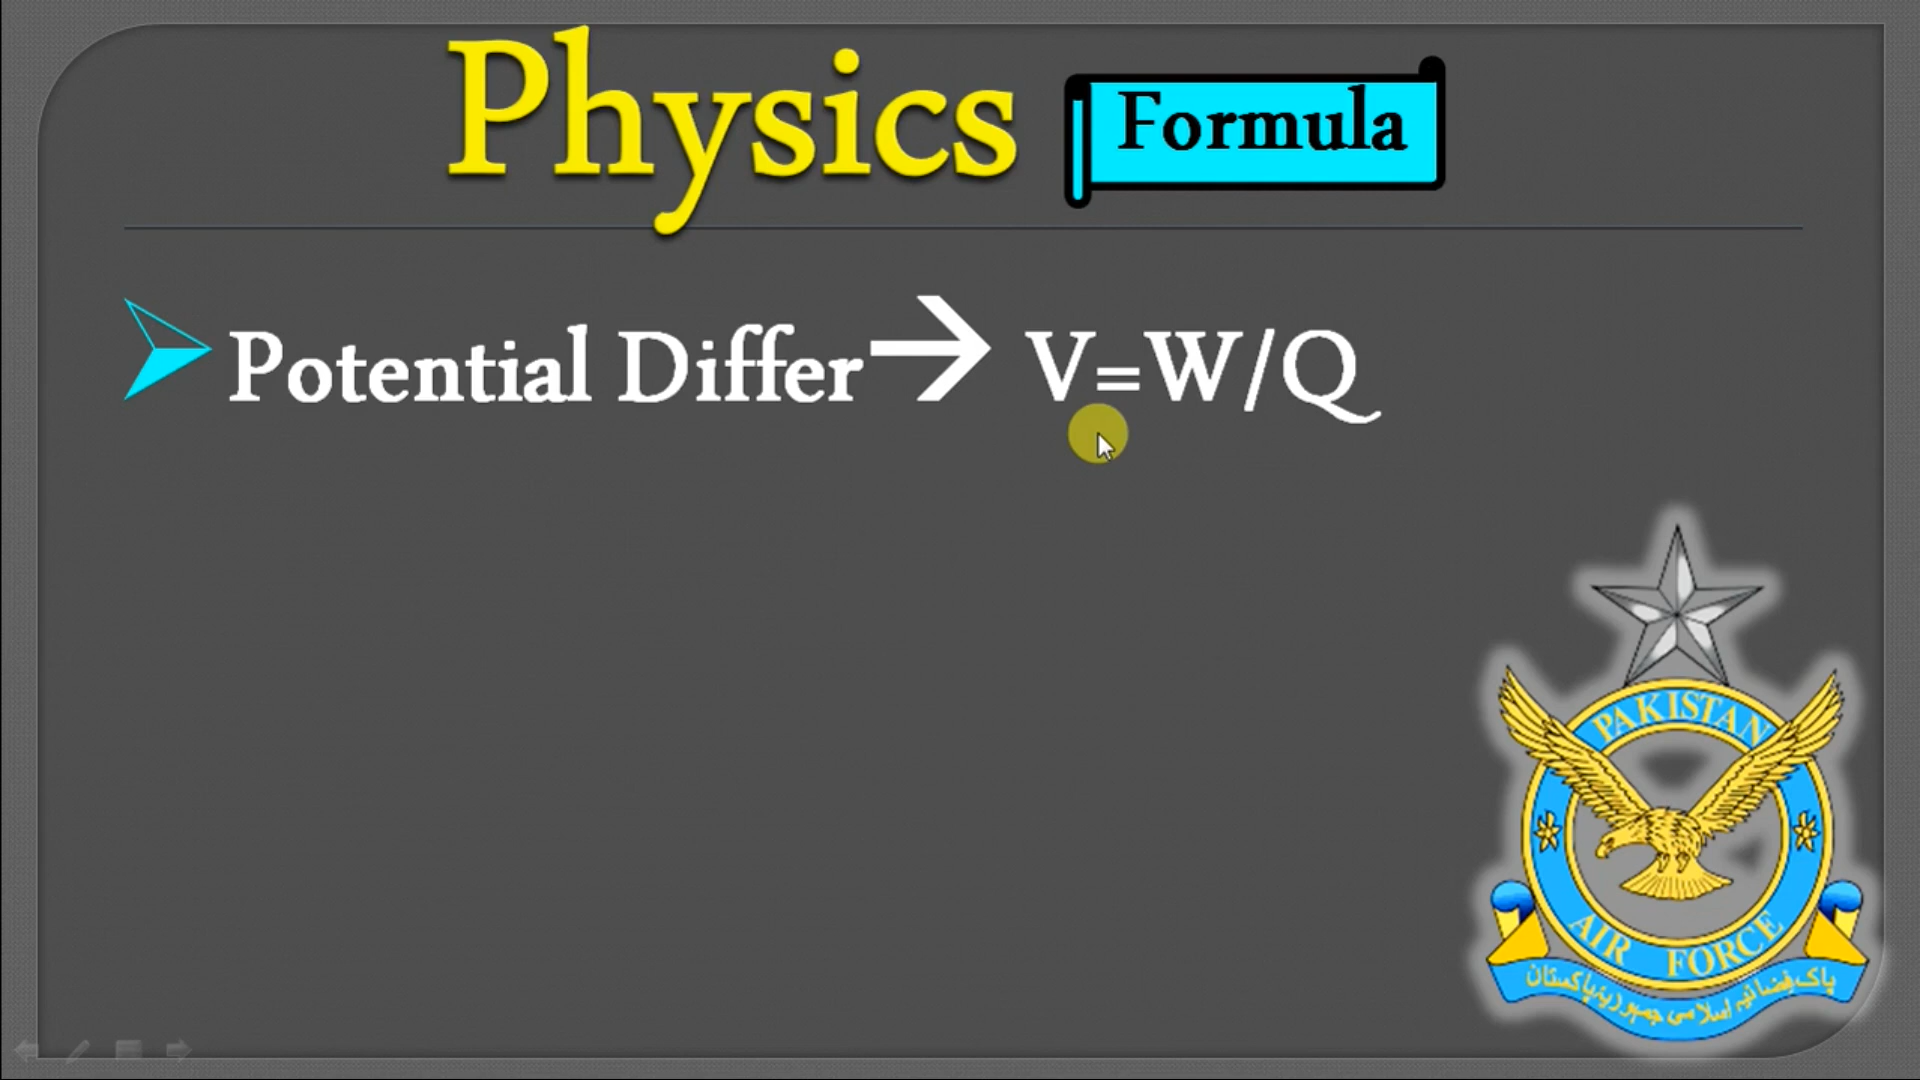 Physics Formula
Potential Differ→ V=W/Q
PAKISTAN
AIR FORCE